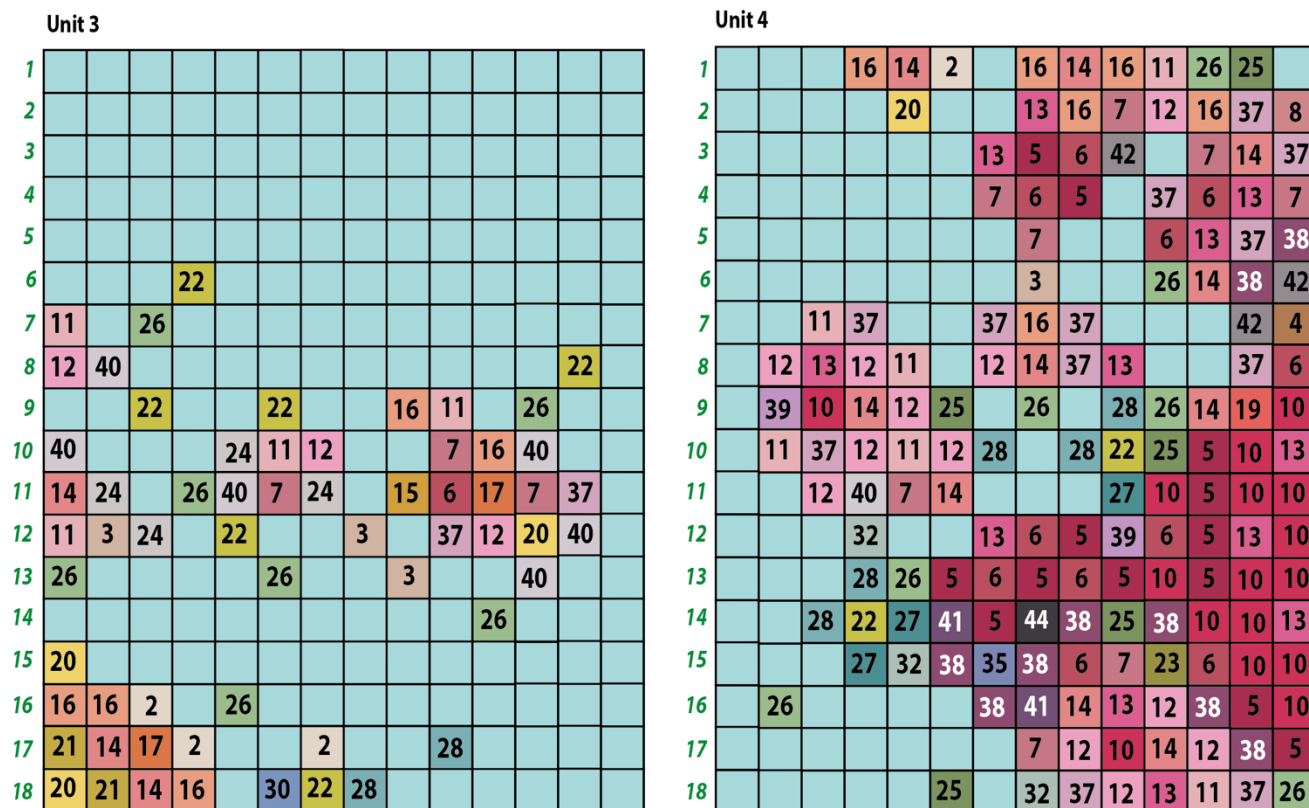 Unit 3
1
2
3
4
5
6 22
7 11 26
8 12 40 22
9 22 22 16 11 26
10 40 24 11 12 7 16 40
11 14 24 26 40 7 24 15 6 17 7 37
12 11 3 24 22 3 37 12 20 40
13 26 26 3 40
14 26
15 20
16 16 16 2 26
17 21 14 17 2 2 28
18 20 21 14 16 30 22 28
Unit 4
1 16 14 2 16 14 16 11 26 25
2 20 13 16 7 12 16 37 8
3 13 5 6 42 7 14 37
4 7 6 5 37 6 13 7
5 7 6 13 37 38
6 3 26 14 38 42
7 11 37 37 16 37 42 4
8 12 13 12 11 12 14 37 13 37 6
9 39 10 14 12 25 26 28 26 14 19 10
10 11 37 12 11 12 28 28 22 25 5 10 13
11 12 40 7 14 27 10 5 10 10
12 32 13 6 5 39 6 5 13 10
13 28 26 5 6 5 6 5 10 5 10 10
14 28 22 27 41 5 44 38 25 38 10 10 13
15 27 32 38 35 38 6 7 23 6 10 10
16 26 38 41 14 13 12 38 5 10
17 7 12 10 14 12 38 5
18 25 32 37 12 13 11 37 26